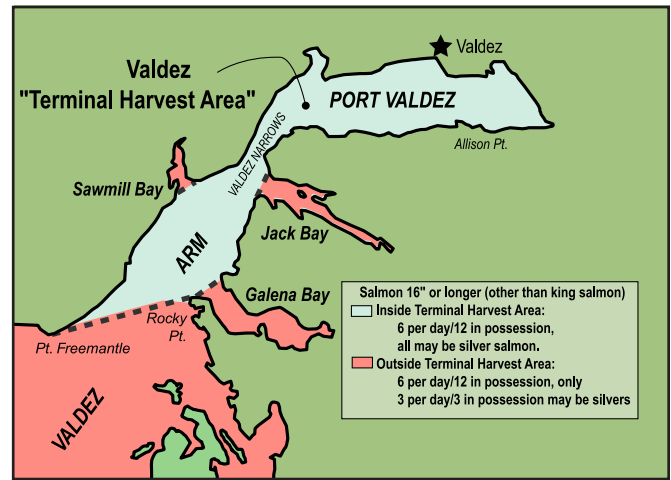 Valdez
Valdez
"Terminal Harvest Area"
PORT VALDEZ
Allison Pt.
VALDEZ NARROWS
Sawmill Bay
Jack Bay
ARM
Galena Bay
Rocky
Pt.
Pt. Freemantle
VALDEZ
Salmon 16" or longer (other than king salmon)
Inside Terminal Harvest Area:
6 per day/12 in possession,
all may be silver salmon.
Outside Terminal Harvest Area:
6 per day/12 in possession, only
3 per day/3 in possession may be silvers